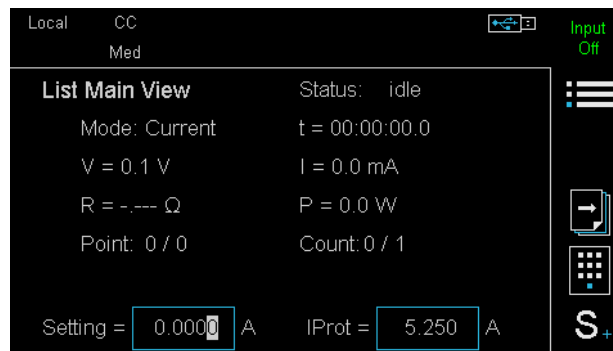 Local CC Input
Med Off
List Main View Status: idle
Mode: Current t = 00:00:00.0
V = 0.1 V I = 0.0 mA
R = -.--- Ω P = 0.0 W
Point: 0 / 0 Count: 0 / 1
Setting = 0.0000 A IProt = 5.250 A S+